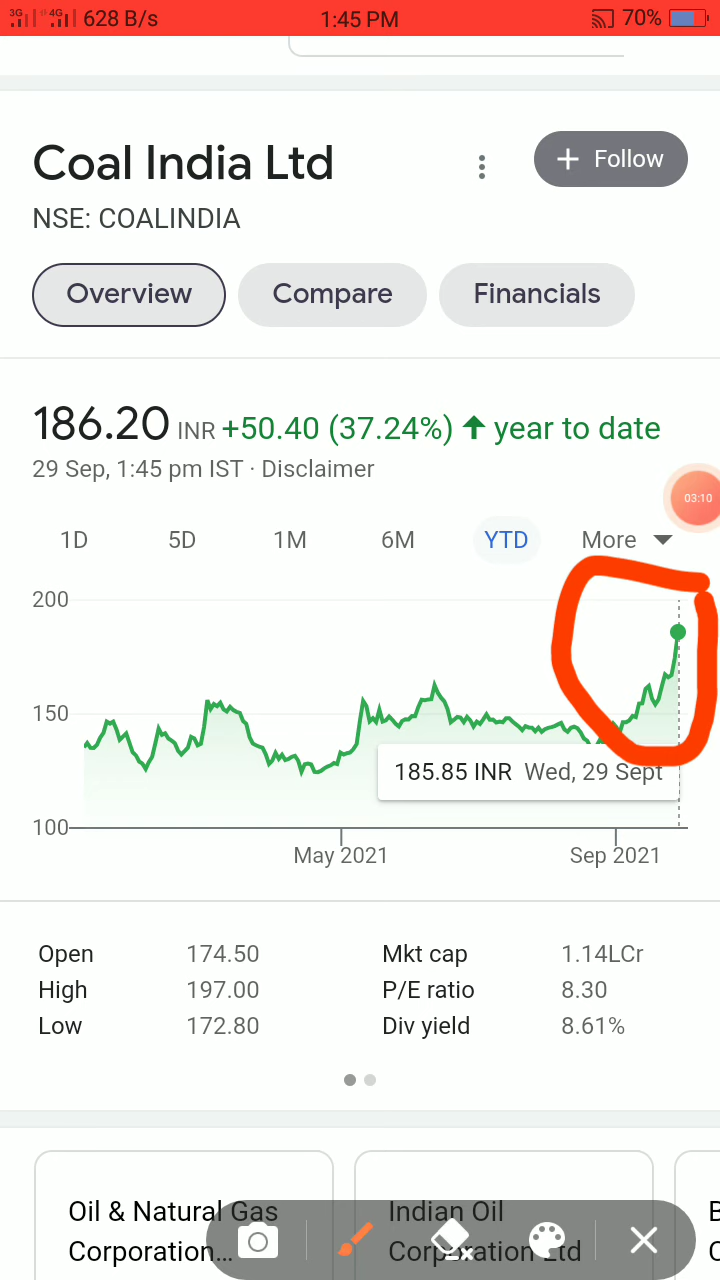 3G 4G 628 B/s 1:45 PM 70%
Coal India Ltd
+ Follow
NSE: COALINDIA
Overview Compare Financials
186.20 INR +50.40 (37.24%) ↑ year to date
29 Sep, 1:45 pm IST · Disclaimer
03:10
1D 5D 1M 6M YTD More
200
150
185.85 INR Wed, 29 Sept
100
May 2021 Sep 2021
Open 174.50 Mkt cap 1.14LCr
High 197.00 P/E ratio 8.30
Low 172.80 Div yield 8.61%
Oil & Natural Gas Indian Oil
Corporation... Corporation Ltd